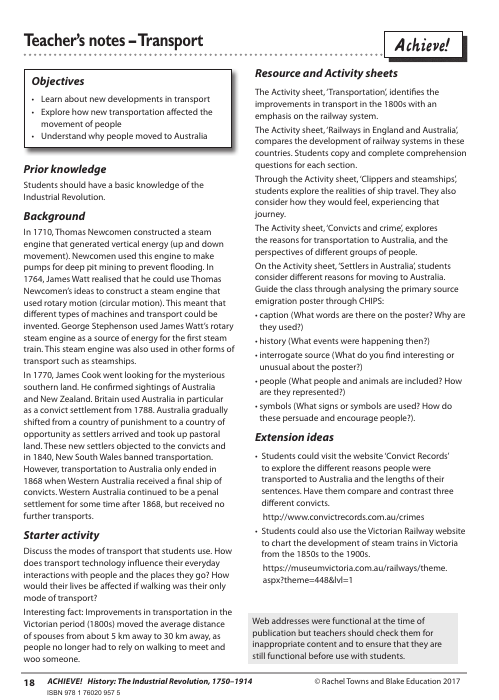 Teacher's notes – Transport
Achieve!
Objectives
• Learn about new developments in transport
• Explore how new transportation affected the
movement of people
• Understand why people moved to Australia
Prior knowledge
Students should have a basic knowledge of the
Industrial Revolution.
Background
In 1710, Thomas Newcomen constructed a steam
engine that generated vertical energy (up and down
movement). Newcomen used this engine to make
pumps for deep pit mining to prevent flooding. In
1764, James Watt realised that he could use Thomas
Newcomen's ideas to construct a steam engine that
used rotary motion (circular motion). This meant that
different types of machines and transport could be
invented. George Stephenson used James Watt's rotary
steam engine as a source of energy for the first steam
train. This steam engine was also used in other forms of
transport such as steamships.
In 1770, James Cook went looking for the mysterious
southern land. He confirmed sightings of Australia
and New Zealand. Britain used Australia in particular
as a convict settlement from 1788. Australia gradually
shifted from a country of punishment to a country of
opportunity as settlers arrived and took up pastoral
land. These new settlers objected to the convicts and
in 1840, New South Wales banned transportation.
However, transportation to Australia only ended in
1868 when Western Australia received a final ship of
convicts. Western Australia continued to be a penal
settlement for some time after 1868, but received no
further transports.
Starter activity
Discuss the modes of transport that students use. How
does transport technology influence their everyday
interactions with people and the places they go? How
would their lives be affected if walking was their only
mode of transport?
Interesting fact: Improvements in transportation in the
Victorian period (1800s) moved the average distance
of spouses from about 5 km away to 30 km away, as
people no longer had to rely on walking to meet and
woo someone.
Resource and Activity sheets
The Activity sheet, 'Transportation', identifies the
improvements in transport in the 1800s with an
emphasis on the railway system.
The Activity sheet, 'Railways in England and Australia',
compares the development of railway systems in these
countries. Students copy and complete comprehension
questions for each section.
Through the Activity sheet, 'Clippers and steamships',
students explore the realities of ship travel. They also
consider how they would feel, experiencing that
journey.
The Activity sheet, 'Convicts and crime', explores
the reasons for transportation to Australia, and the
perspectives of different groups of people.
On the Activity sheet, 'Settlers in Australia', students
consider different reasons for moving to Australia.
Guide the class through analysing the primary source
emigration poster through CHIPS:
• caption (What words are there on the poster? Why are
they used?)
• history (What events were happening then?)
• interrogate source (What do you find interesting or
unusual about the poster?)
• people (What people and animals are included? How
are they represented?)
• symbols (What signs or symbols are used? How do
these persuade and encourage people?).
Extension ideas
• Students could visit the website 'Convict Records'
to explore the different reasons people were
transported to Australia and the lengths of their
sentences. Have them compare and contrast three
different convicts.
http://www.convictrecords.com.au/crimes
• Students could also use the Victorian Railway website
to chart the development of steam trains in Victoria
from the 1850s to the 1900s.
https://museumvictoria.com.au/railways/theme.
aspx?theme=448&lvl=1
Web addresses were functional at the time of
publication but teachers should check them for
inappropriate content and to ensure that they are
still functional before use with students.
18 ACHIEVE! History: The Industrial Revolution, 1750–1914
© Rachel Towns and Blake Education 2017
ISBN 978 1 76020 957 5